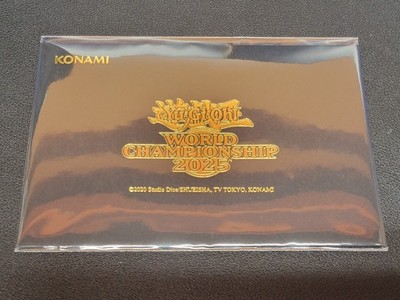 KONAMI
Yu-Gi-Oh!
WORLD
CHAMPIONSHIP
2025
©2020 Studio Dice/SHUEISHA, TV TOKYO, KONAMI